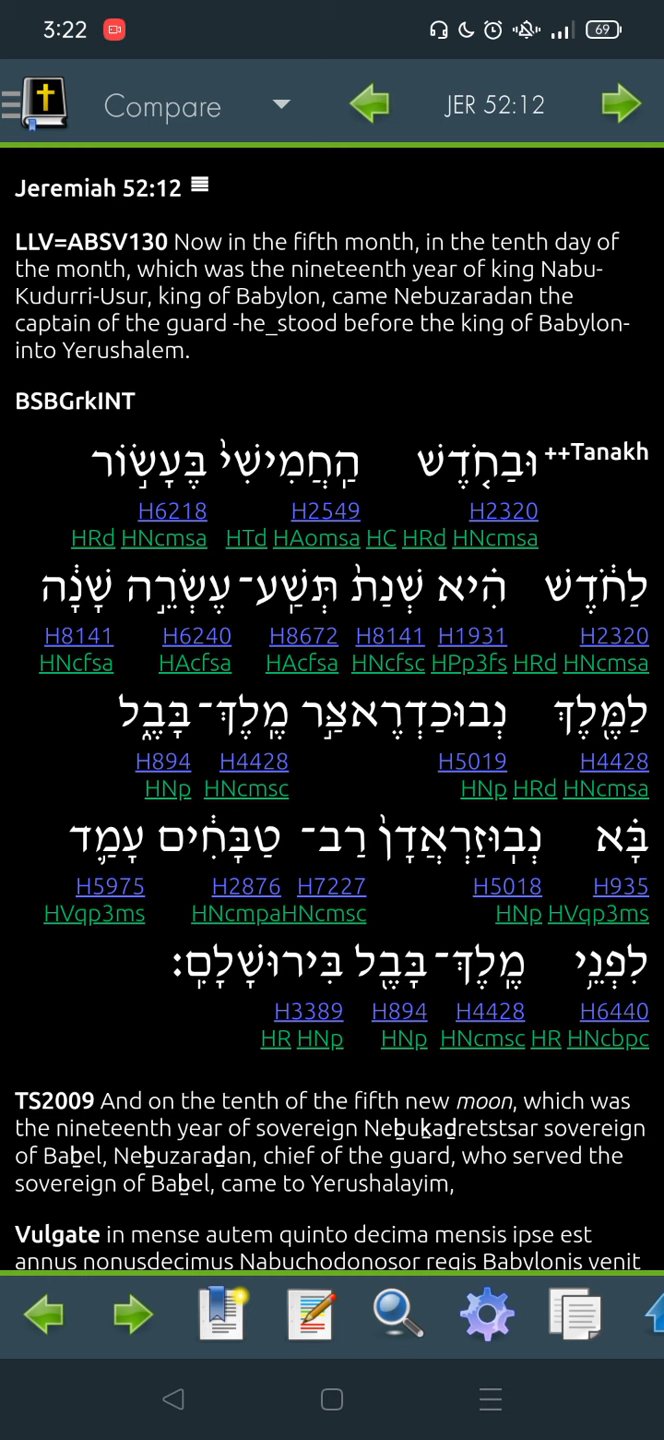 3:22
69
Compare
JER 52:12
Jeremiah 52:12
LLV=ABSV130 Now in the fifth month, in the tenth day of
the month, which was the nineteenth year of king Nabu-
Kudurri-Usur, king of Babylon, came Nebuzaradan the
captain of the guard -he_stood before the king of Babylon-
into Yerushalem.
BSBGrkINT
++Tanakh וּבַחֹ֤דֶשׁ הַֽחֲמִישִׁי֙ בֶּעָשׂ֣וֹר
H6218 H2549 H2320
HRd HNcmsa HTd HAomsa HC HRd HNcmsa
לַחֹ֔דֶשׁ הִ֗יא שְׁנַת֙ תְּשַֽׁע־ עֶשְׂרֵ֣ה שָׁנָ֔ה
H8141 H6240 H8672 H8141 H1931 H2320
HNcfsa HAcfsa HAcfsa HNcfsc HPp3fs HRd HNcmsa
לַמֶּ֖לֶךְ נְבוּכַדְרֶאצַּ֣ר מֶֽלֶךְ־ בָּבֶ֑ל
H894 H4428 H5019 H4428
HNp HNcmsc HNp HRd HNcmsa
בָּ֗א נְבֽוּזַרְאֲדָן֙ רַב־ טַבָּחִ֔ים עָמַ֛ד
H5975 H2876 H7227 H5018 H935
HVqp3ms HNcmpaHNcmsc HNp HVqp3ms
לִפְנֵ֥י מֶֽלֶךְ־ בָּבֶ֖ל בִּירוּשָׁלִָֽם׃
H3389 H894 H4428 H6440
HR HNp HNp HNcmsc HR HNcbpc
TS2009 And on the tenth of the fifth new moon, which was
the nineteenth year of sovereign Neḇuḵaḏretstsar sovereign
of Baḇel, Neḇuzaraḏan, chief of the guard, who served the
sovereign of Baḇel, came to Yerushalayim,
Vulgate in mense autem quinto decima mensis ipse est
annus nonusdecimus Nabuchodonosor regis Babylonis venit